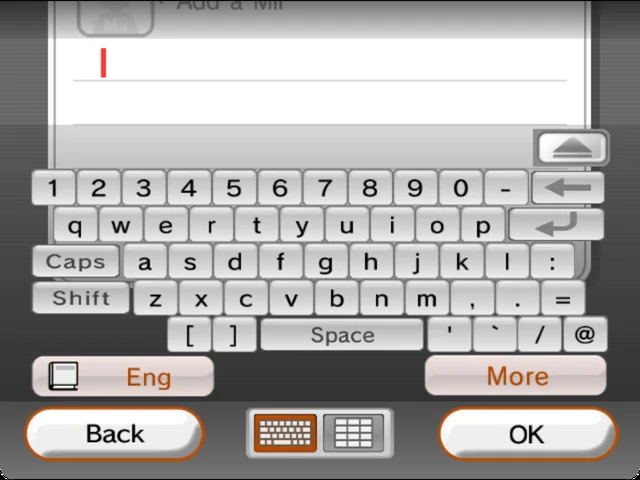 Add a Mii
1 2 3 4 5 6 7 8 9 0 -
q w e r t y u i o p
Caps a s d f g h j k l :
Shift z x c v b n m , . =
[ ] Space ' ` / @
Eng More
Back OK